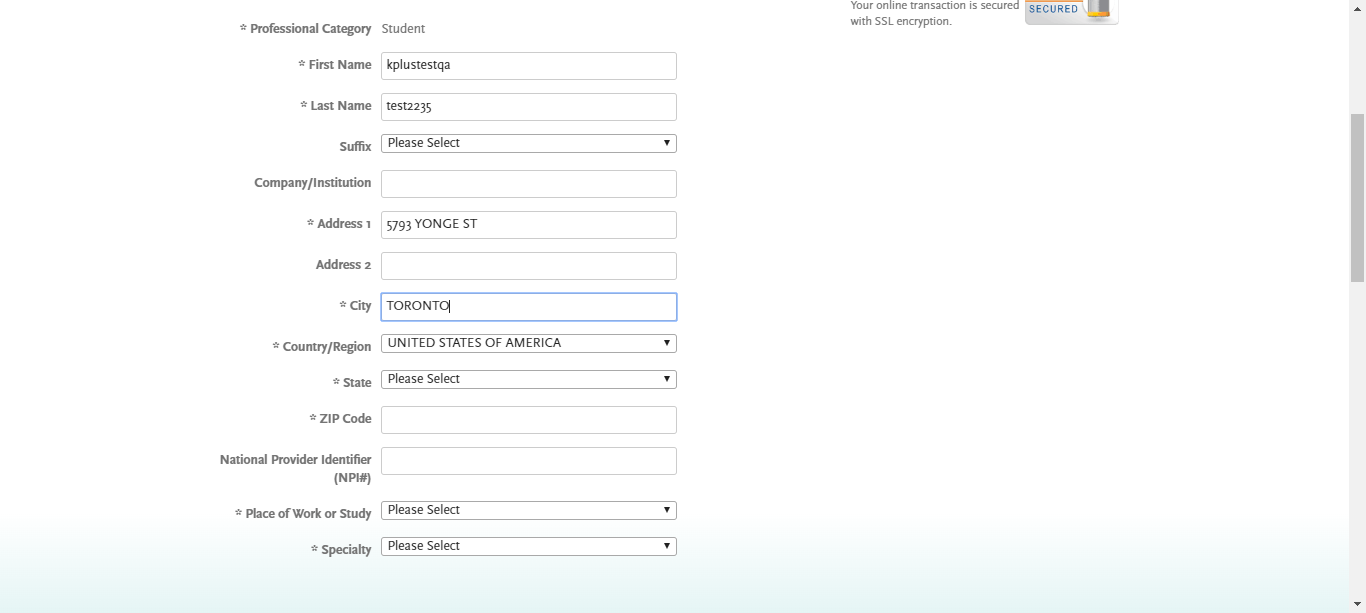 Your online transaction is secured
with SSL encryption.
SECURED
* Professional Category Student
* First Name kplustestqa
* Last Name test2235
Suffix Please Select
Company/Institution
* Address 1 5793 YONGE ST
Address 2
* City TORONTO
* Country/Region UNITED STATES OF AMERICA
* State Please Select
* ZIP Code
National Provider Identifier
(NPI#)
* Place of Work or Study Please Select
* Specialty Please Select